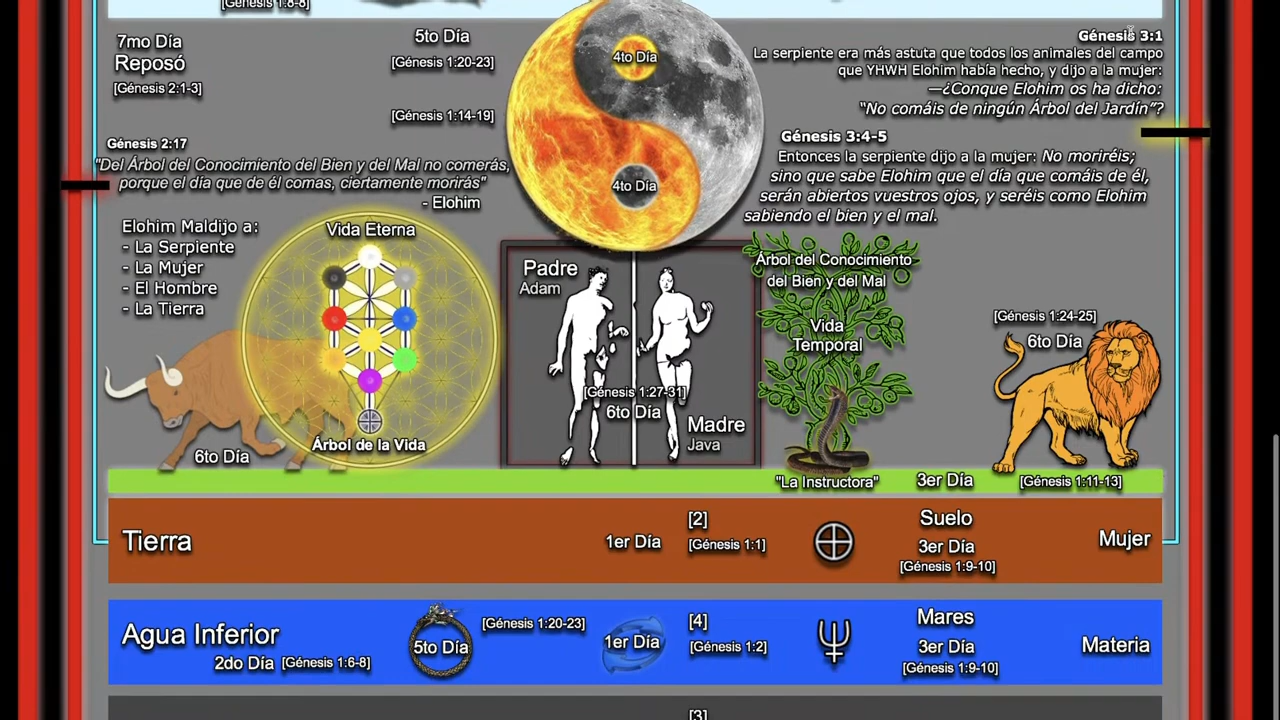 [Génesis 1:8-8]
7mo Día
Reposó
[Génesis 2:1-3]
5to Día
[Génesis 1:20-23]
[Génesis 1:14-19]
4to Día
4to Día
Génesis 3:1
La serpiente era más astuta que todos los animales del campo
que YHWH Elohim había hecho, y dijo a la mujer:
—¿Conque Elohim os ha dicho:
"No comáis de ningún Árbol del Jardín"?
Génesis 2:17
"Del Árbol del Conocimiento del Bien y del Mal no comerás,
porque el día que de él comas, ciertamente morirás"
- Elohim
Génesis 3:4-5
Entonces la serpiente dijo a la mujer: No moriréis;
sino que sabe Elohim que el día que comáis de él,
serán abiertos vuestros ojos, y seréis como Elohim
sabiendo el bien y el mal.
Elohim Maldijo a:
- La Serpiente
- La Mujer
- El Hombre
- La Tierra
6to Día
Vida Eterna
Árbol de la Vida
Padre
Adam
[Génesis 1:27-31]
6to Día
Madre
Java
Árbol del Conocimiento
del Bien y del Mal
Vida
Temporal
"La Instructora"
[Génesis 1:24-25]
6to Día
3er Día
[Génesis 1:11-13]
Tierra
1er Día
[2]
[Génesis 1:1]
Suelo
3er Día
[Génesis 1:9-10]
Mujer
Agua Inferior
2do Día [Génesis 1:6-8]
5to Día
[Génesis 1:20-23]
1er Día
[4]
[Génesis 1:2]
Mares
3er Día
[Génesis 1:9-10]
Materia
[3]